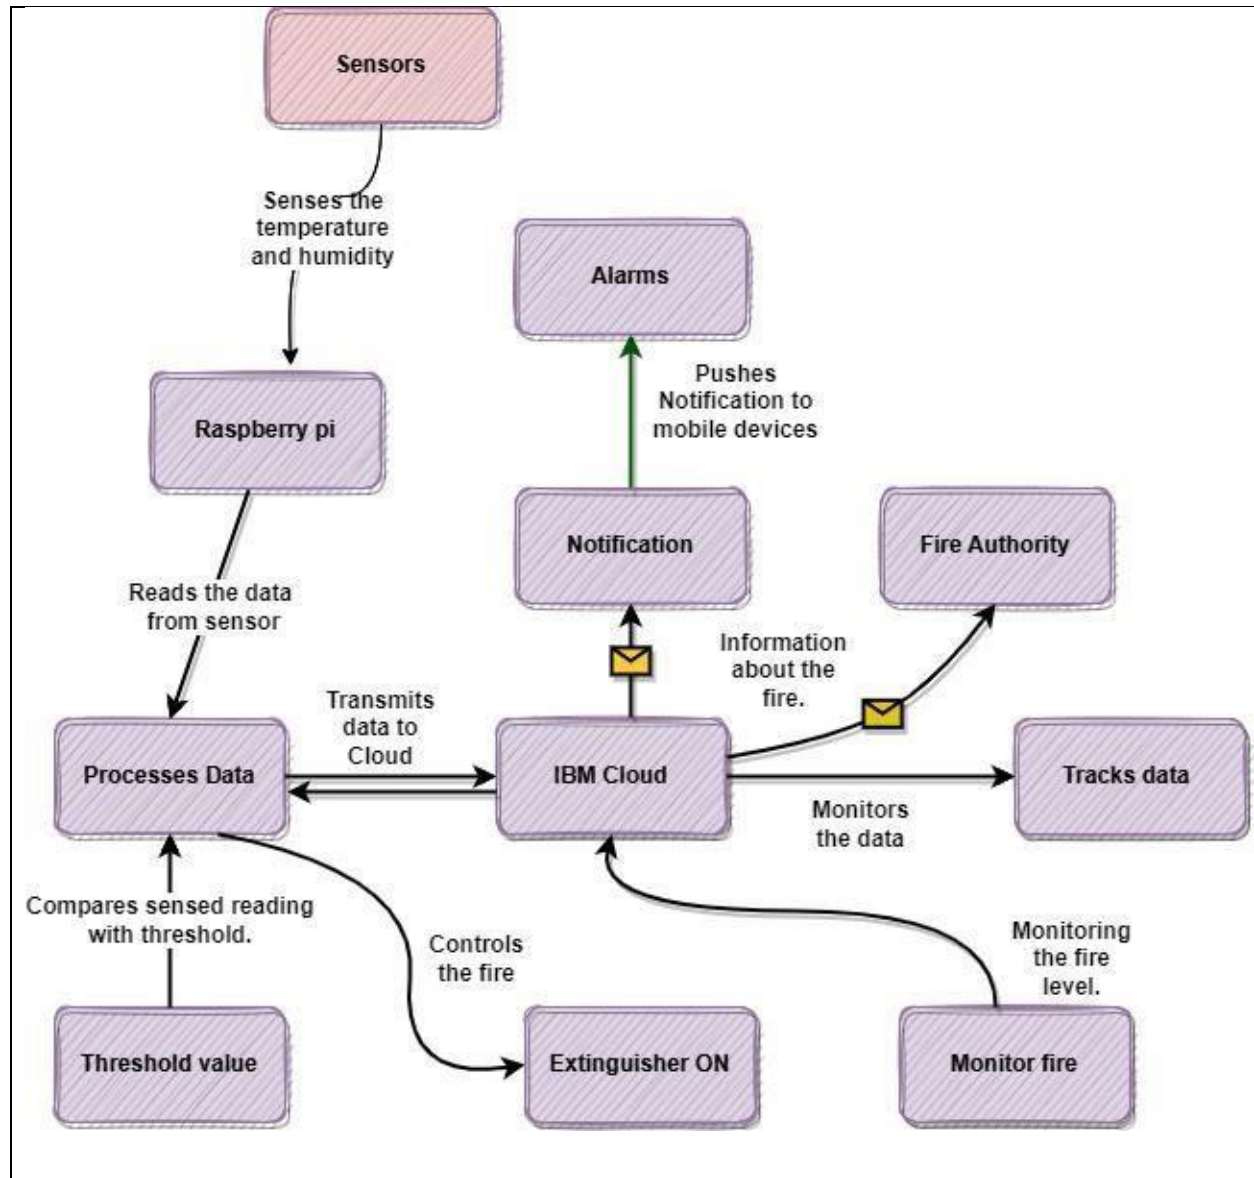 Sensors
Senses the
temperature
and humidity
Alarms
Pushes
Notification to
mobile devices
Raspberry pi
Notification
Fire Authority
Reads the data
from sensor
Information
about the
fire.
Transmits
data to
Cloud
Processes Data
IBM Cloud
Tracks data
Monitors
the data
Compares sensed reading
with threshold.
Controls
the fire
Monitoring
the fire
level.
Threshold value
Extinguisher ON
Monitor fire